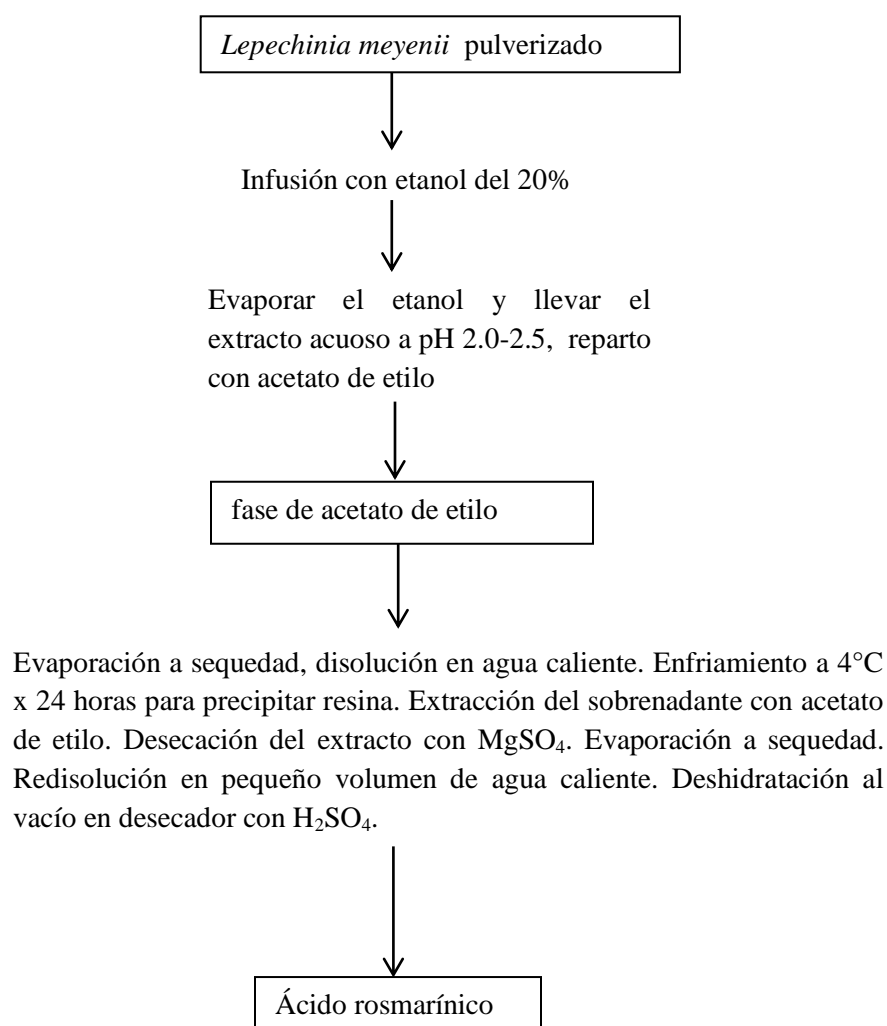 Lepechinia meyenii pulverizado
Infusión con etanol del 20%
Evaporar el etanol y llevar el
extracto acuoso a pH 2.0-2.5, reparto
con acetato de etilo
fase de acetato de etilo
Evaporación a sequedad, disolución en agua caliente. Enfriamiento a 4°C
x 24 horas para precipitar resina. Extracción del sobrenadante con acetato
de etilo. Desecación del extracto con MgSO₄. Evaporación a sequedad.
Redisolución en pequeño volumen de agua caliente. Deshidratación al
vacío en desecador con H₂SO₄.
Ácido rosmarínico